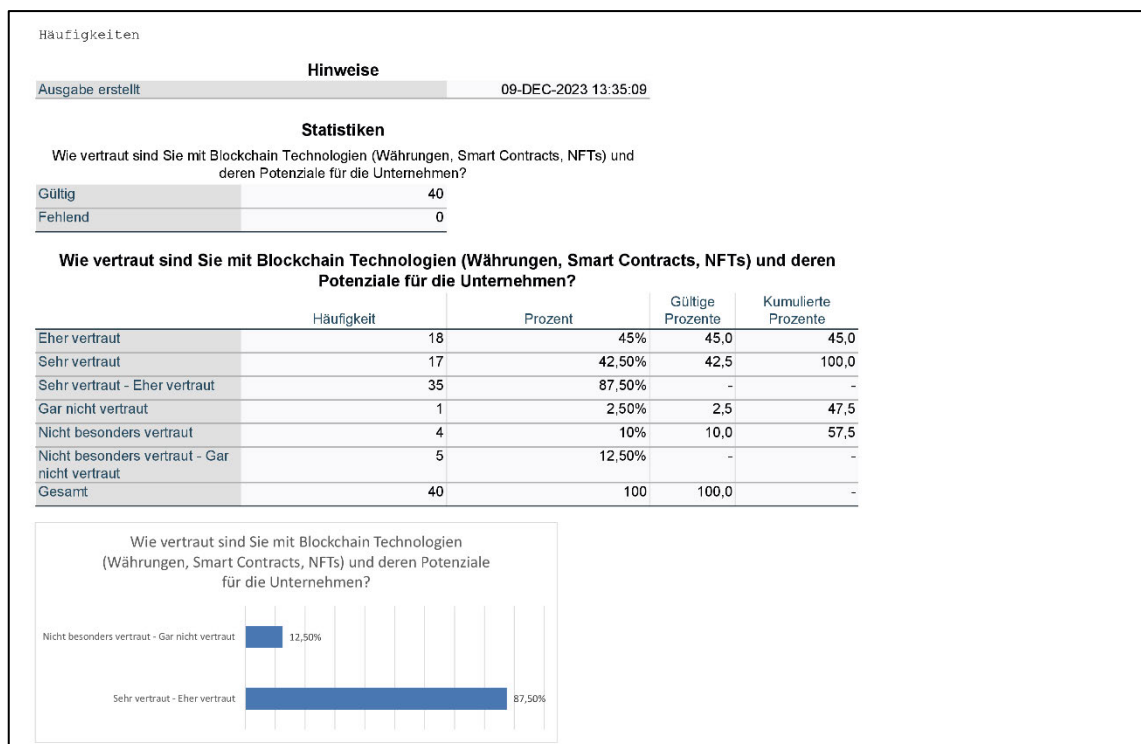 Häufigkeiten
Hinweise
Ausgabe erstellt 09-DEC-2023 13:35:09
Statistiken
Wie vertraut sind Sie mit Blockchain Technologien (Währungen, Smart Contracts, NFTs) und
deren Potenziale für die Unternehmen?
Gültig 40
Fehlend 0
Wie vertraut sind Sie mit Blockchain Technologien (Währungen, Smart Contracts, NFTs) und deren
Potenziale für die Unternehmen?
Häufigkeit Prozent Gültige Prozente Kumulierte Prozente
Eher vertraut 18 45% 45,0 45,0
Sehr vertraut 17 42,50% 42,5 100,0
Sehr vertraut - Eher vertraut 35 87,50% - -
Gar nicht vertraut 1 2,50% 2,5 47,5
Nicht besonders vertraut 4 10% 10,0 57,5
Nicht besonders vertraut - Gar
nicht vertraut 5 12,50% - -
Gesamt 40 100 100,0 -
Wie vertraut sind Sie mit Blockchain Technologien
(Währungen, Smart Contracts, NFTs) und deren Potenziale
für die Unternehmen?
Nicht besonders vertraut - Gar nicht vertraut 12,50%
Sehr vertraut - Eher vertraut 87,50%